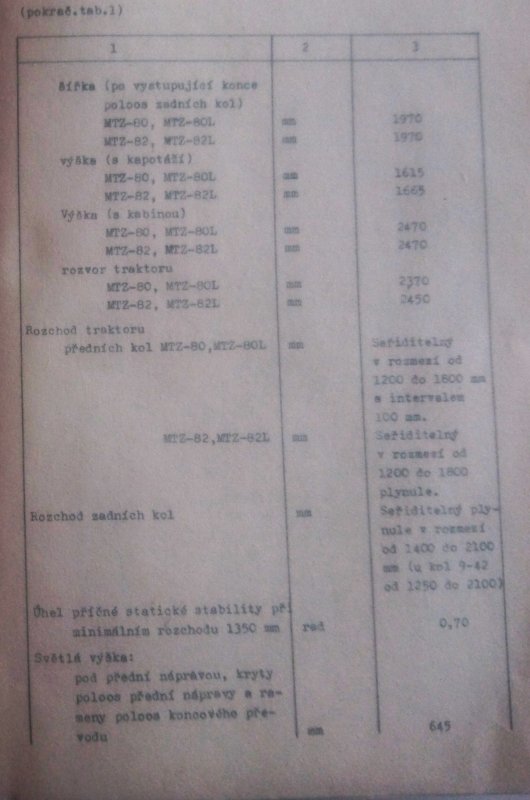 (pokrač.tab.1)
1 2 3
šířka (po vystupující konce
poloos zadních kol)
MTZ-80, MTZ-80L mm 1970
MTZ-82, MTZ-82L mm 1970
výška (s kapotáží)
MTZ-80, MTZ-80L mm 1615
MTZ-82, MTZ-82L mm 1665
Výška (s kabinou)
MTZ-80, MTZ-80L mm 2470
MTZ-82, MTZ-82L mm 2470
rozvor traktoru
MTZ-80, MTZ-80L mm 2370
MTZ-82, MTZ-82L mm 2450
Rozchod traktoru
předních kol MTZ-80,MTZ-80L mm Seřiditelný
v rozmezí od
1200 do 1800 mm
s intervalem
100 mm.
MTZ-82,MTZ-82L mm Seřiditelný
v rozmezí od
1200 do 1800
plynule.
Rozchod zadních kol mm Seřiditelný ply-
nule v rozmezí
od 1400 do 2100
mm (u kol 9-42
od 1250 do 2100)
Úhel příčné statické stability při
minimálním rozchodu 1350 mm rad 0,70
Světlá výška:
pod přední nápravou, kryty
poloos přední nápravy a ra-
meny poloos koncového pře-
vodu mm 645